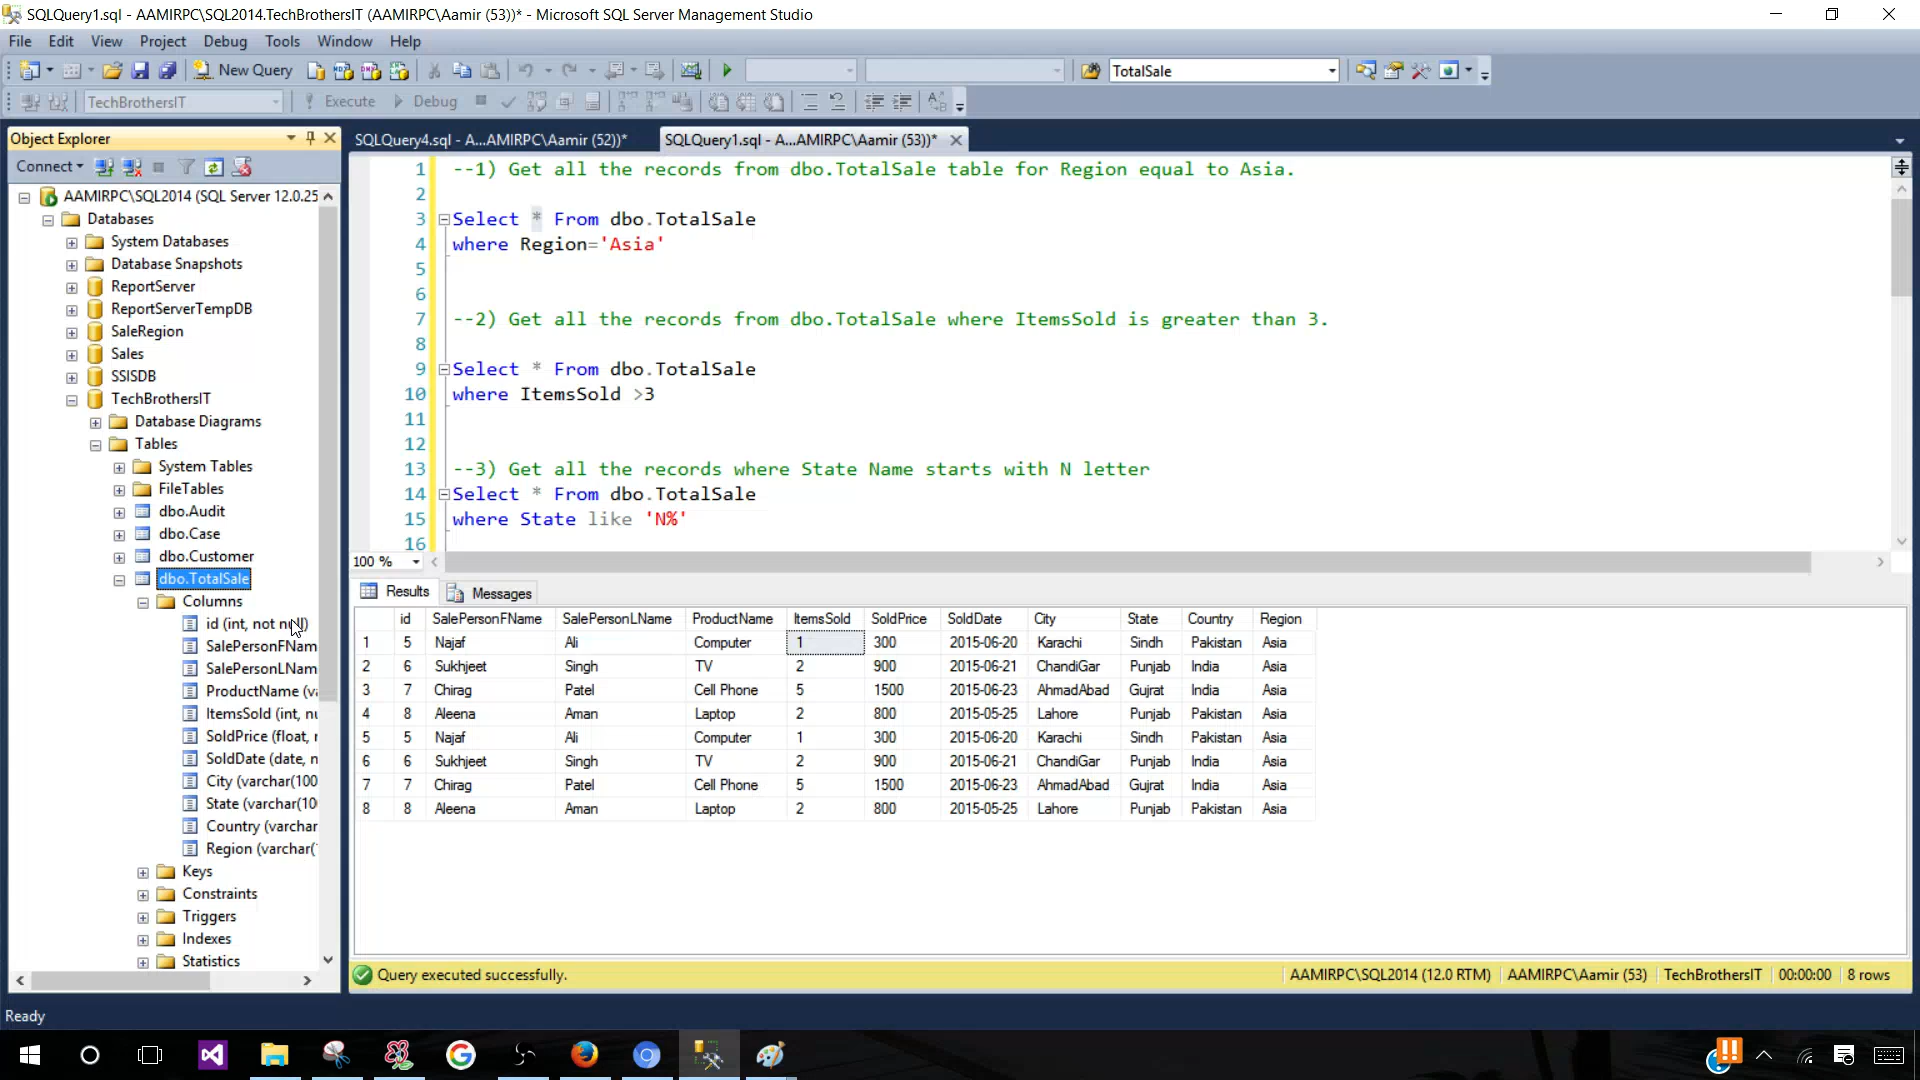 SQLQuery1.sql - AAMIRPC\SQL2014.TechBrothersIT (AAMIRPC\Aamir (53))* - Microsoft SQL Server Management Studio
File Edit View Project Debug Tools Window Help
New Query TotalSale
TechBrothersIT Execute Debug
Object Explorer
Connect
AAMIRPC\SQL2014 (SQL Server 12.0.25
Databases
System Databases
Database Snapshots
ReportServer
ReportServerTempDB
SaleRegion
Sales
SSISDB
TechBrothersIT
Database Diagrams
Tables
System Tables
FileTables
dbo.Audit
dbo.Case
dbo.Customer
dbo.TotalSale
Columns
id (int, not null)
SalePersonFNam
SalePersonLNam
ProductName (va
ItemsSold (int, nu
SoldPrice (float, n
SoldDate (date, n
City (varchar(100
State (varchar(10
Country (varchar
Region (varchar(
Keys
Constraints
Triggers
Indexes
Statistics
SQLQuery4.sql - A...AMIRPC\Aamir (52))* SQLQuery1.sql - A...AMIRPC\Aamir (53))*
1 --1) Get all the records from dbo.TotalSale table for Region equal to Asia.
2
3 Select * From dbo.TotalSale
4 where Region='Asia'
5
6
7 --2) Get all the records from dbo.TotalSale where ItemsSold is greater than 3.
8
9 Select * From dbo.TotalSale
10 where ItemsSold >3
11
12
13 --3) Get all the records where State Name starts with N letter
14 Select * From dbo.TotalSale
15 where State like 'N%'
16
100 %
Results Messages
id SalePersonFName SalePersonLName ProductName ItemsSold SoldPrice SoldDate City State Country Region
1 5 Najaf Ali Computer 1 300 2015-06-20 Karachi Sindh Pakistan Asia
2 6 Sukhjeet Singh TV 2 900 2015-06-21 ChandiGar Punjab India Asia
3 7 Chirag Patel Cell Phone 5 1500 2015-06-23 AhmadAbad Gujrat India Asia
4 8 Aleena Aman Laptop 2 800 2015-05-25 Lahore Punjab Pakistan Asia
5 5 Najaf Ali Computer 1 300 2015-06-20 Karachi Sindh Pakistan Asia
6 6 Sukhjeet Singh TV 2 900 2015-06-21 ChandiGar Punjab India Asia
7 7 Chirag Patel Cell Phone 5 1500 2015-06-23 AhmadAbad Gujrat India Asia
8 8 Aleena Aman Laptop 2 800 2015-05-25 Lahore Punjab Pakistan Asia
Query executed successfully. AAMIRPC\SQL2014 (12.0 RTM) AAMIRPC\Aamir (53) TechBrothersIT 00:00:00 8 rows
Ready